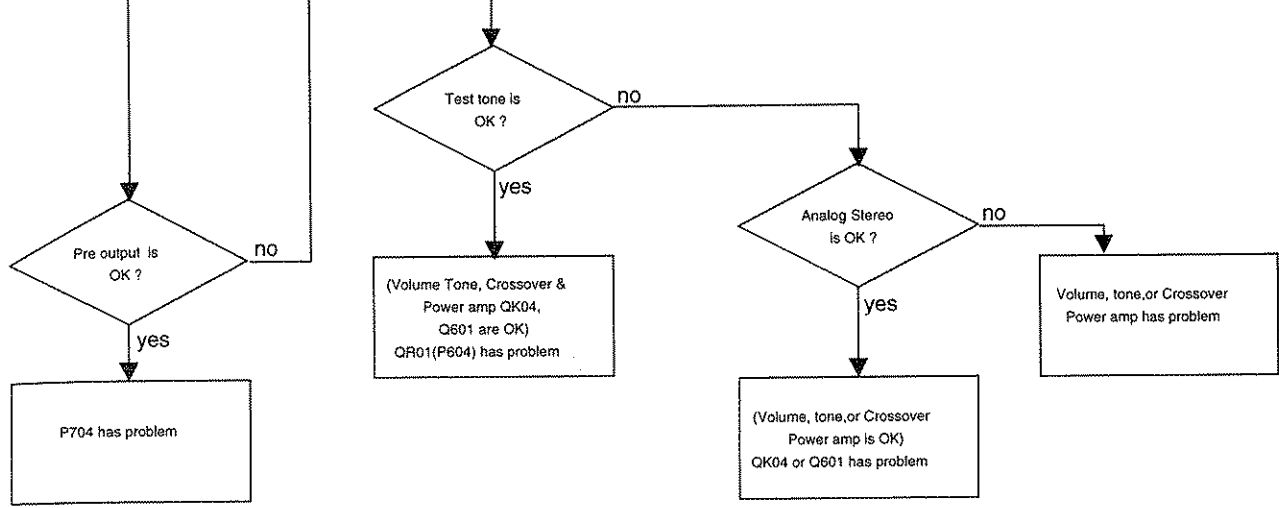 Test tone is
OK ?
no
yes
Pre output is
OK ?
no
yes
P704 has problem
(Volume Tone, Crossover &
Power amp QK04,
Q601 are OK)
QR01(P604) has problem
Analog Stereo
is OK ?
no
yes
Volume, tone,or Crossover
Power amp has problem
(Volume, tone,or Crossover
Power amp is OK)
QK04 or Q601 has problem